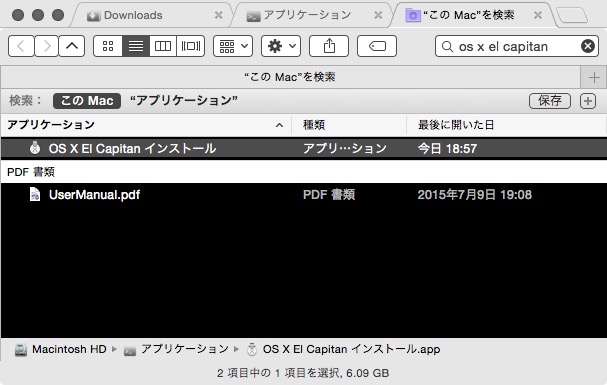 Downloads アプリケーション “この Mac”を検索
os x el capitan
“この Mac”を検索
検索： この Mac “アプリケーション” 保存
アプリケーション 種類 最後に開いた日
OS X El Capitan インストール アプリ…ション 今日 18:57
PDF 書類
UserManual.pdf PDF 書類 2015年7月9日 19:08
Macintosh HD ▸ アプリケーション ▸ OS X El Capitan インストール.app
2 項目中の 1 項目を選択, 6.09 GB